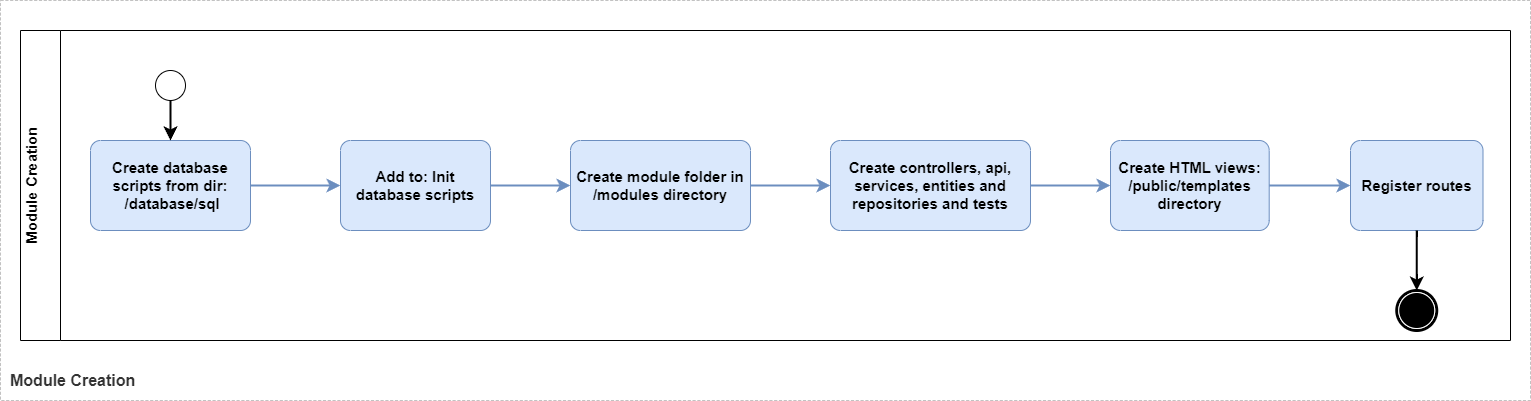 Module Creation
Create database
scripts from dir:
/database/sql
Add to: Init
database scripts
Create module folder in
/modules directory
Create controllers, api,
services, entities and
repositories and tests
Create HTML views:
/public/templates
directory
Register routes
Module Creation